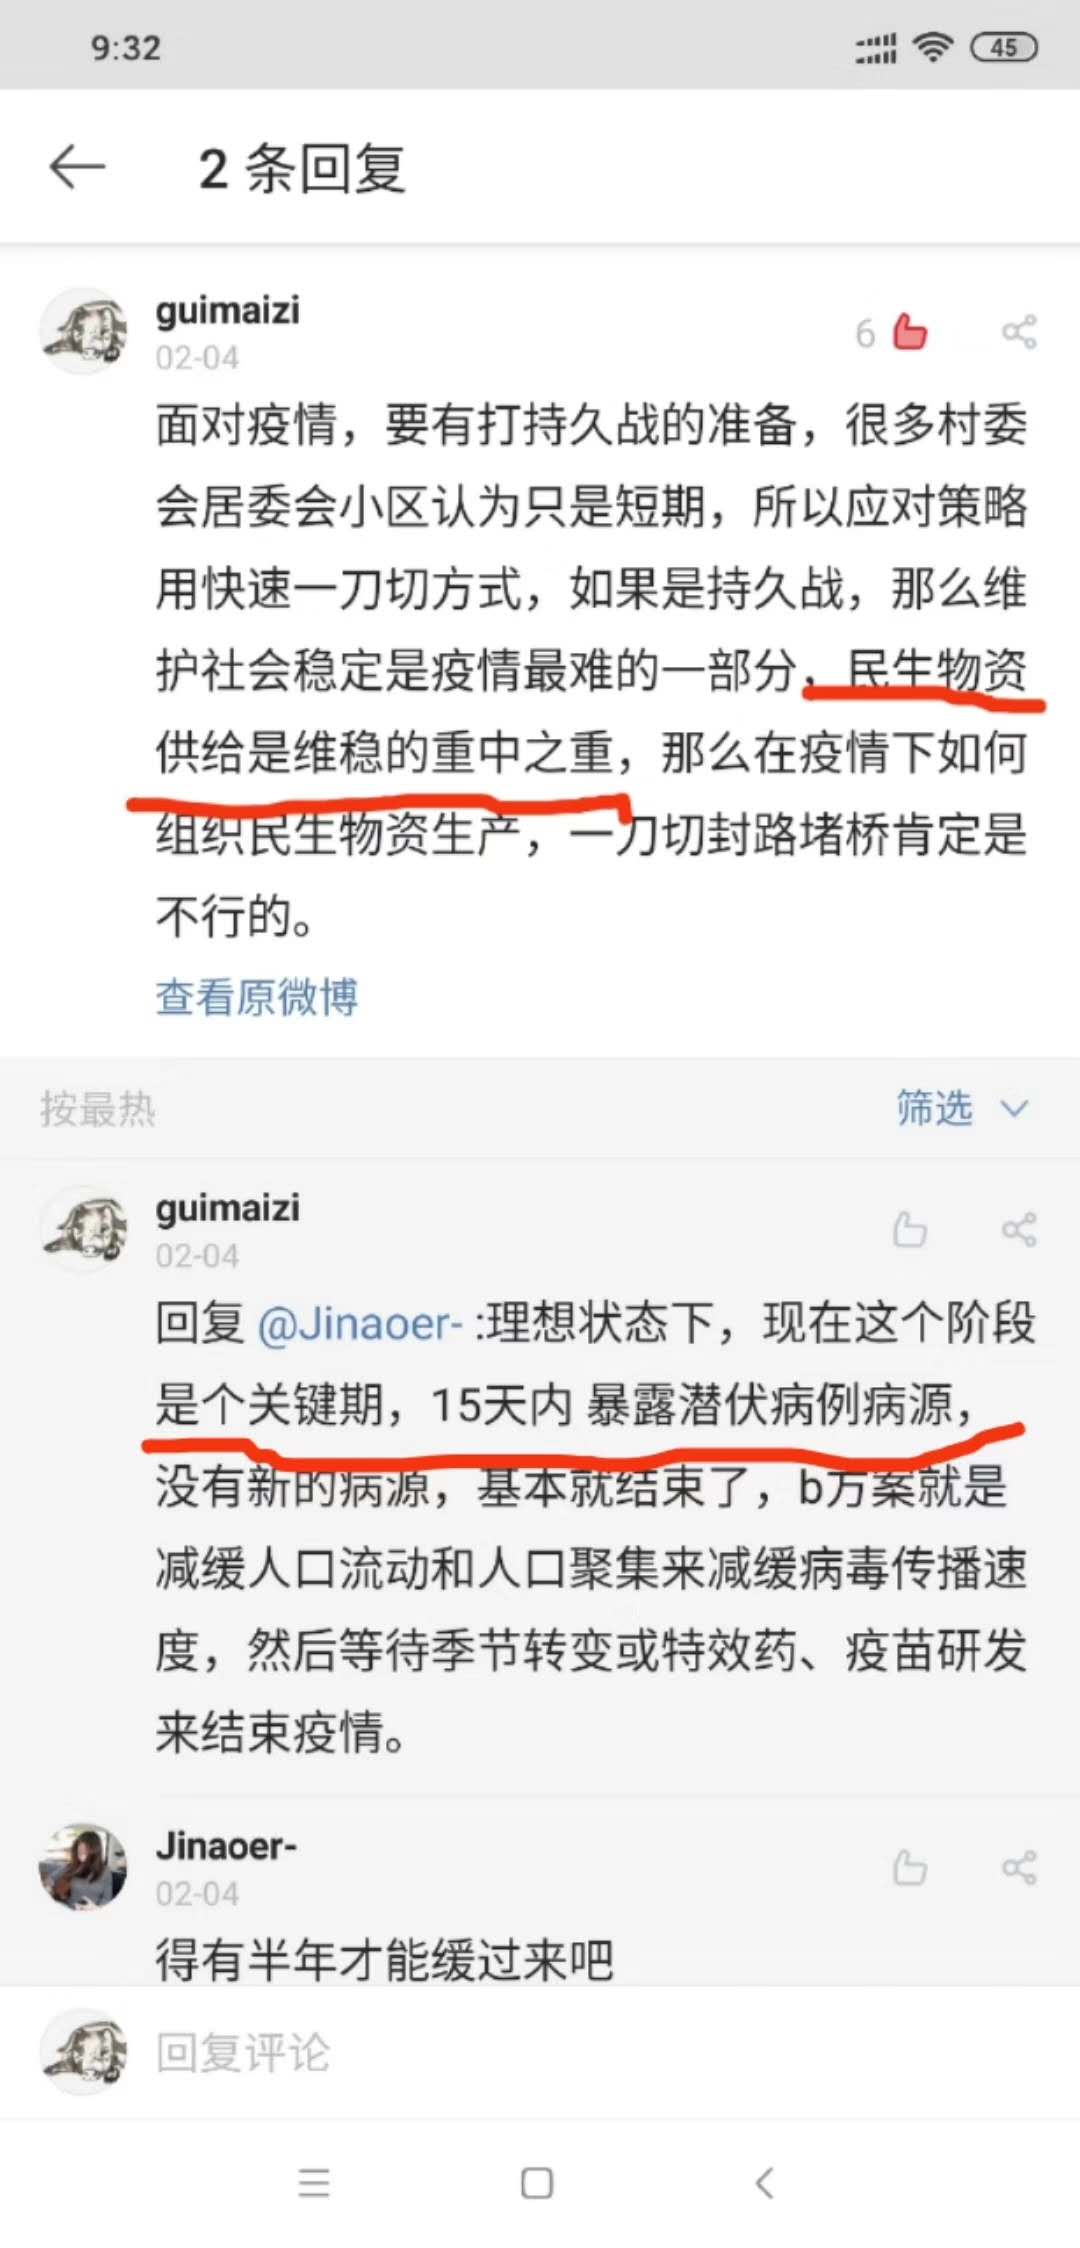 9:32
45
2 条回复
guimaizi
02-04
6
面对疫情，要有打持久战的准备，很多村委
会居委会小区认为只是短期，所以应对策略
用快速一刀切方式，如果是持久战，那么维
护社会稳定是疫情最难的一部分，民生物资
供给是维稳的重中之重，那么在疫情下如何
组织民生物资生产，一刀切封路堵桥肯定是
不行的。
查看原微博
按最热
筛选
guimaizi
02-04
回复 @Jinaoer- :理想状态下，现在这个阶段
是个关键期，15天内 暴露潜伏病例病源，
没有新的病源，基本就结束了，b方案就是
减缓人口流动和人口聚集来减缓病毒传播速
度，然后等待季节转变或特效药、疫苗研发
来结束疫情。
Jinaoer-
02-04
得有半年才能缓过来吧
回复评论